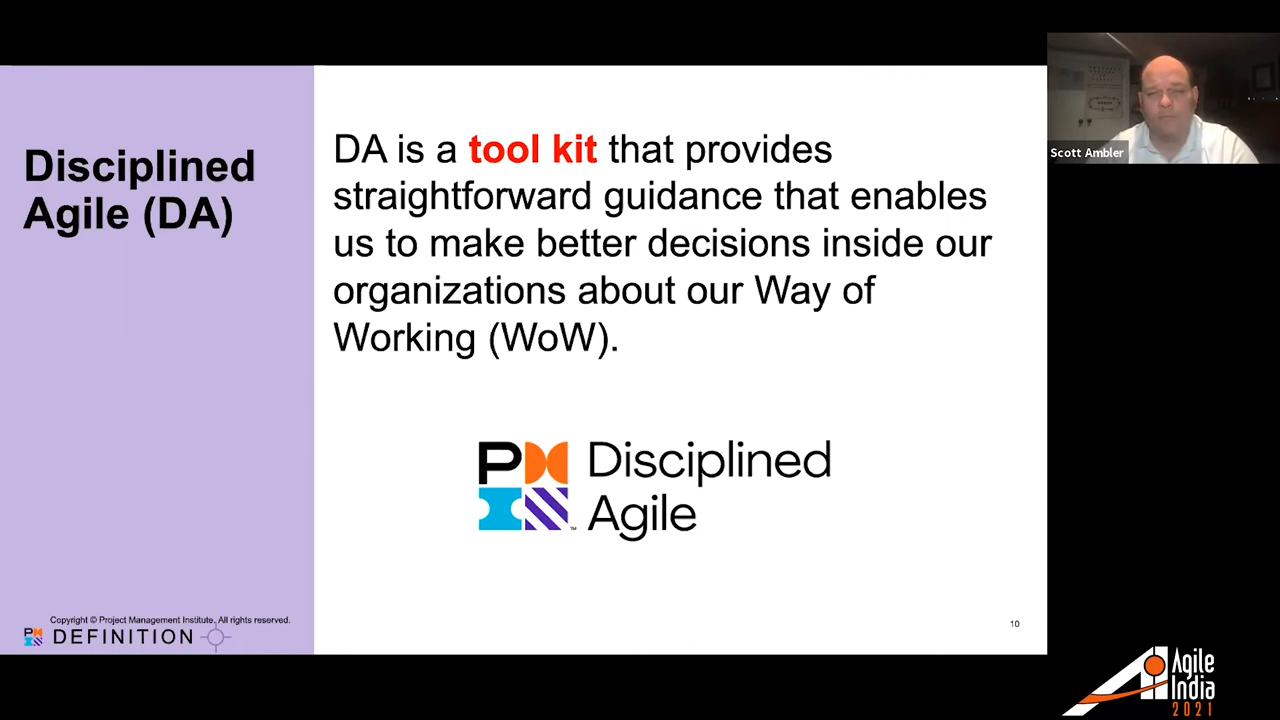 Disciplined
Agile (DA)
DA is a tool kit that provides
straightforward guidance that enables
us to make better decisions inside our
organizations about our Way of
Working (WoW).
PM
Disciplined
Agile
TM
Copyright © Project Management Institute. All rights reserved.
DEFINITION
10
Scott Ambler
Agile
India
2021